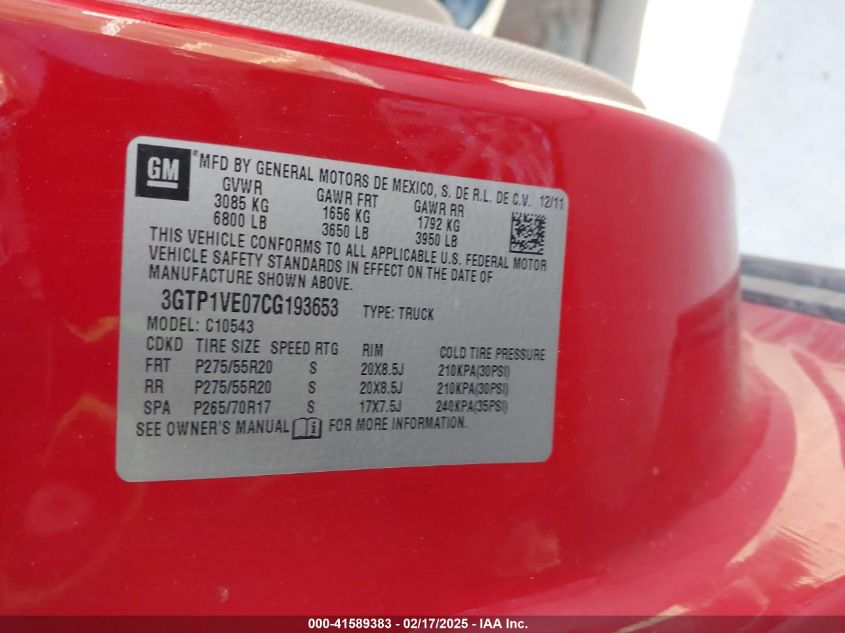 GM
*MFD BY GENERAL MOTORS DE MEXICO, S. DE R.L. DE C.V. 12/11
GVWR GAWR FRT GAWR RR
3085 KG 1656 KG 1792 KG
6800 LB 3650 LB 3950 LB
THIS VEHICLE CONFORMS TO ALL APPLICABLE U.S. FEDERAL MOTOR
VEHICLE SAFETY STANDARDS IN EFFECT ON THE DATE OF
MANUFACTURE SHOWN ABOVE.
3GTP1VE07CG193653 TYPE: TRUCK
MODEL: C10543
CDKD TIRE SIZE SPEED RTG RIM COLD TIRE PRESSURE
FRT P275/55R20 S 20X8.5J 210KPA(30PSI)
RR P275/55R20 S 20X8.5J 210KPA(30PSI)
SPA P265/70R17 S 17X7.5J 240KPA(35PSI)
SEE OWNER'S MANUAL i FOR MORE INFORMATION.
000-41589383 - 02/17/2025 - IAA Inc.